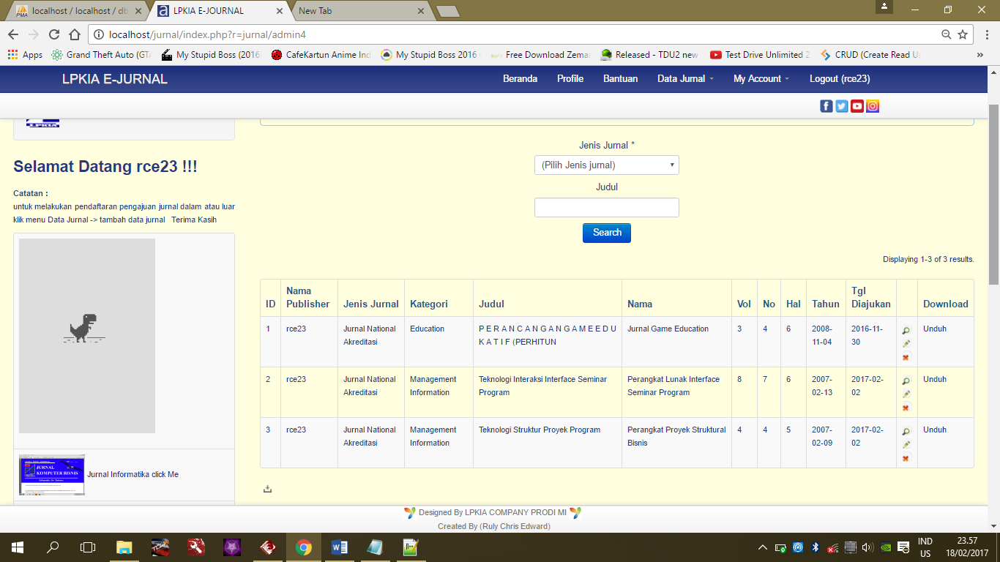 localhost / localhost / db
LPKIA E-JOURNAL
New Tab
localhost/jurnal/index.php?r=jurnal/admin4
Apps
Grand Theft Auto (GTA
My Stupid Boss (2016
CafeKartun Anime Ind
My Stupid Boss 2016
Free Download Zema
Released - TDU2 new
Test Drive Unlimited 2
CRUD (Create Read U
LPKIA E-JURNAL
Beranda
Profile
Bantuan
Data Jurnal
My Account
Logout (rce23)
LPKIA
Selamat Datang rce23 !!!
Catatan :
untuk melakukan pendaftaran pengajuan jurnal dalam atau luar
klik menu Data Jurnal -> tambah data jurnal Terima Kasih
JURNAL
KOMPUTER BISNIS
Jurnal Informatika click Me
Jenis Jurnal *
(Pilih Jenis jurnal)
Judul
Search
Displaying 1-3 of 3 results.
ID Nama Publisher Jenis Jurnal Kategori Judul Nama Vol No Hal Tahun Tgl Diajukan Download
1 rce23 Jurnal National Education P E R A N C A N G A N G A M E E D U Jurnal Game Education 3 4 6 2008- 2016-11- Unduh
Akreditasi K A T I F (PERHITUN 11-04 30
2 rce23 Jurnal National Management Teknologi Interaksi Interface Seminar Perangkat Lunak Interface 8 7 6 2007- 2017-02- Unduh
Akreditasi Information Program Seminar Program 02-13 02
3 rce23 Jurnal National Management Teknologi Struktur Proyek Program Perangkat Proyek Struktural 4 4 5 2007- 2017-02- Unduh
Akreditasi Information Bisnis 02-09 02
Designed By LPKIA COMPANY PRODI MI
Created By (Ruly Chris Edward)
IND
US
23.57
18/02/2017